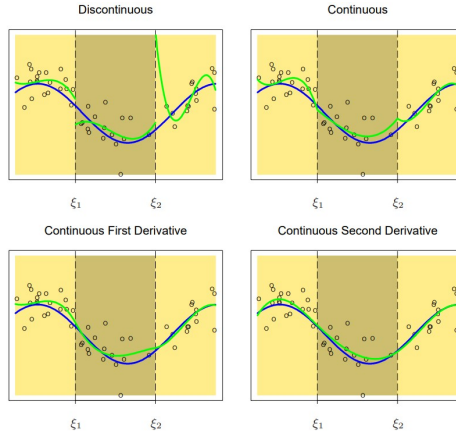 Discontinuous
Continuous
ξ1
ξ2
ξ1
ξ2
Continuous First Derivative
Continuous Second Derivative
ξ1
ξ2
ξ1
ξ2